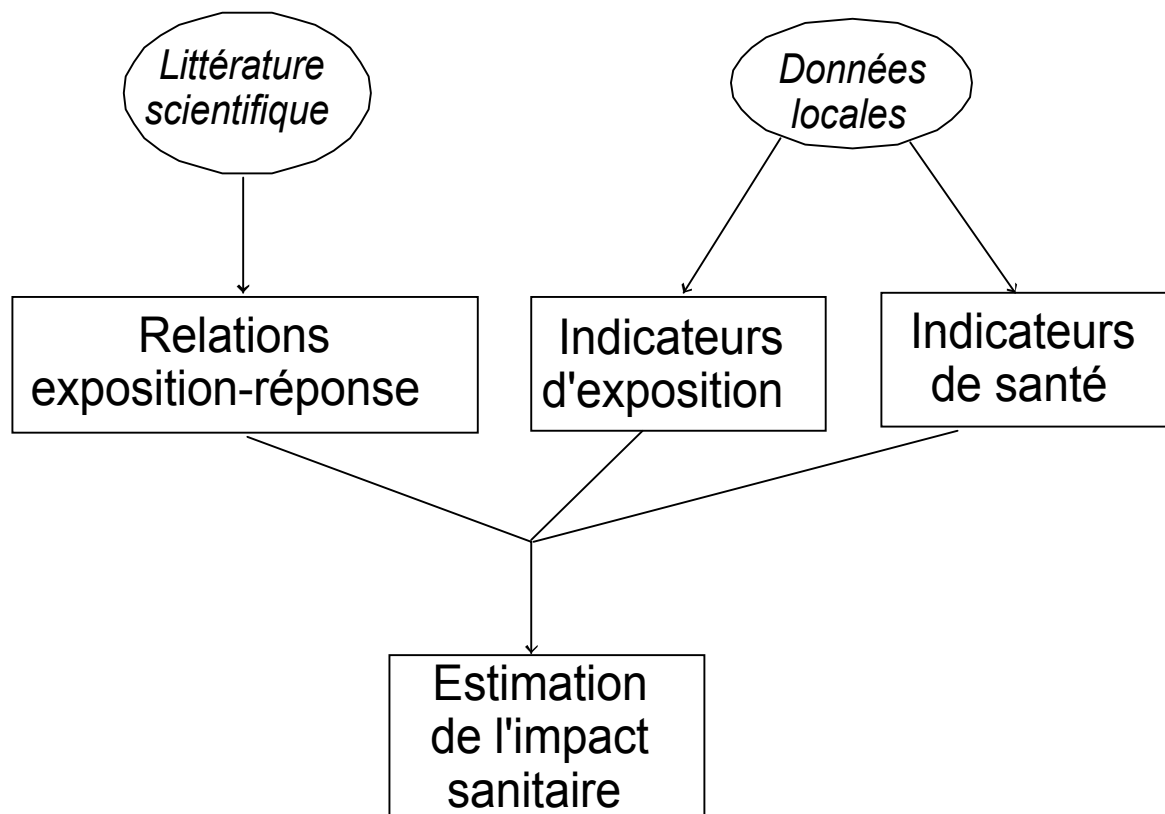 Littérature
scientifique
Données
locales
Relations
exposition-réponse
Indicateurs
d'exposition
Indicateurs
de santé
Estimation
de l'impact
sanitaire